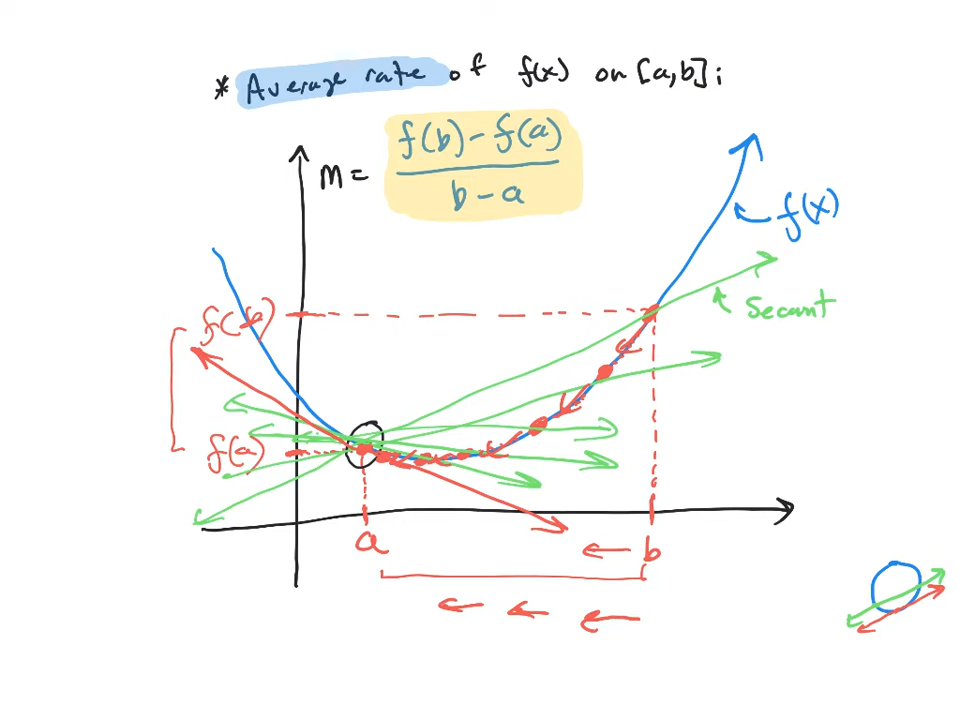 * Average rate of f(x) on [a,b];
m = f(b) - f(a)
b - a
f(x)
f(b)
Secant
f(a)
a
b